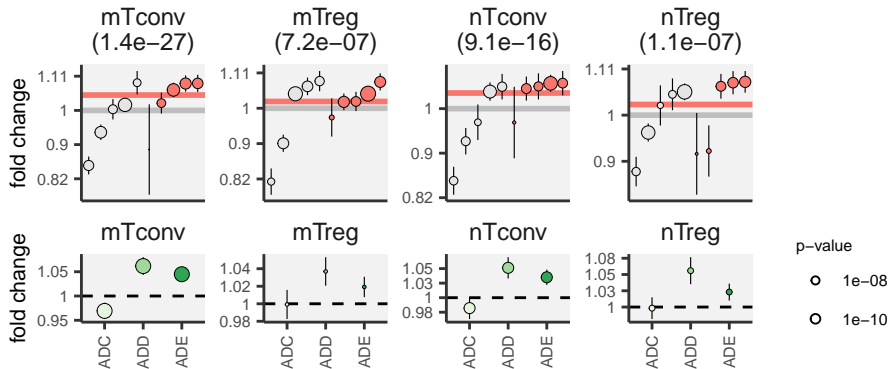 mTconv
(1.4e−27)
mTreg
(7.2e−07)
nTconv
(9.1e−16)
nTreg
(1.1e−07)
fold change
1.11
1
0.9
0.82
1.11
1
0.9
0.82
1.11
1
0.9
0.82
1.11
1
0.9
mTconv
mTreg
nTconv
nTreg
fold change
1.05
1
0.95
1.04
1.02
1
0.98
1.05
1.03
1
0.98
1.08
1.05
1.03
1
ADC
ADD
ADE
ADC
ADD
ADE
ADC
ADD
ADE
ADC
ADD
ADE
p−value
1e−08
1e−10